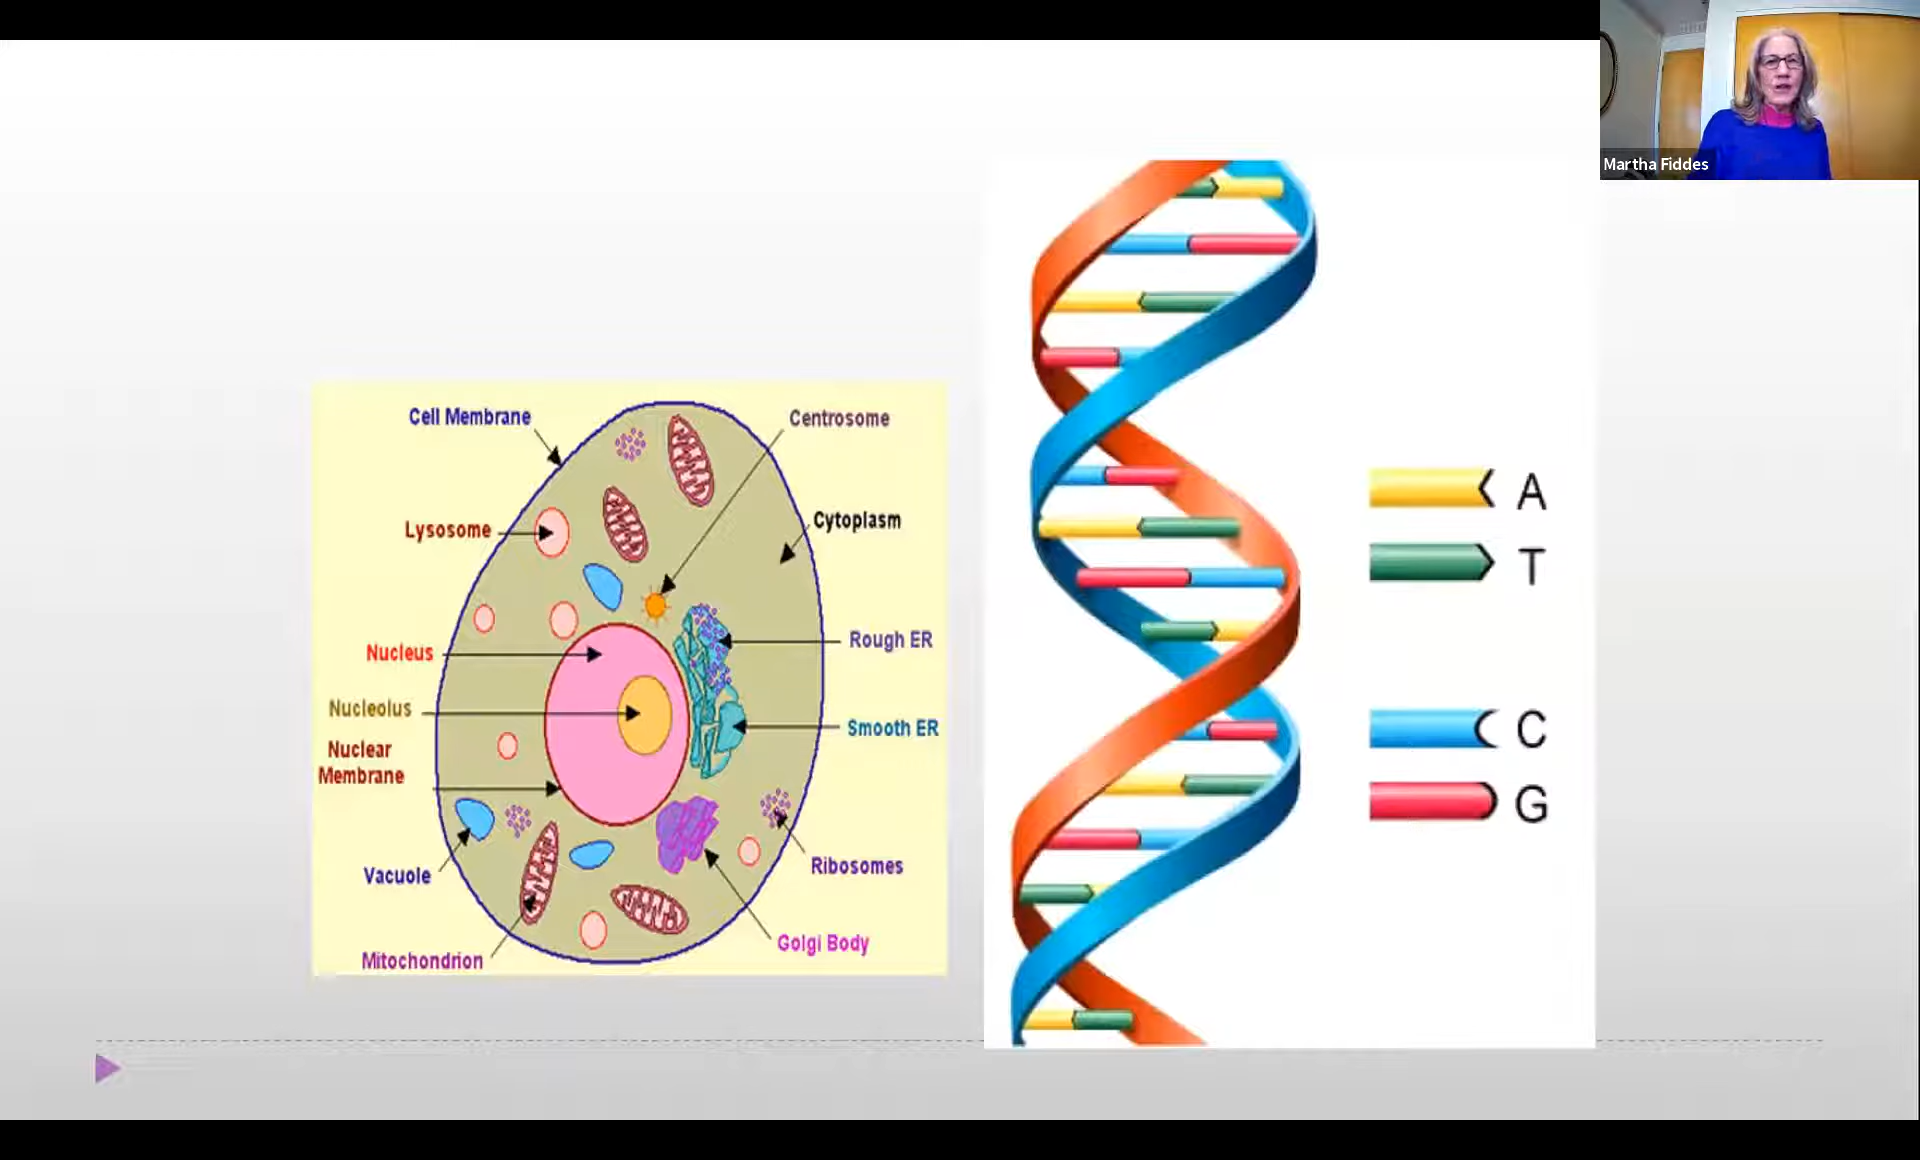 Martha Fiddes
Cell Membrane
Centrosome
Lysosome
Cytoplasm
Nucleus
Rough ER
Nucleolus
Smooth ER
Nuclear
Membrane
Vacuole
Ribosomes
Mitochondrion
Golgi Body
A
T
C
G